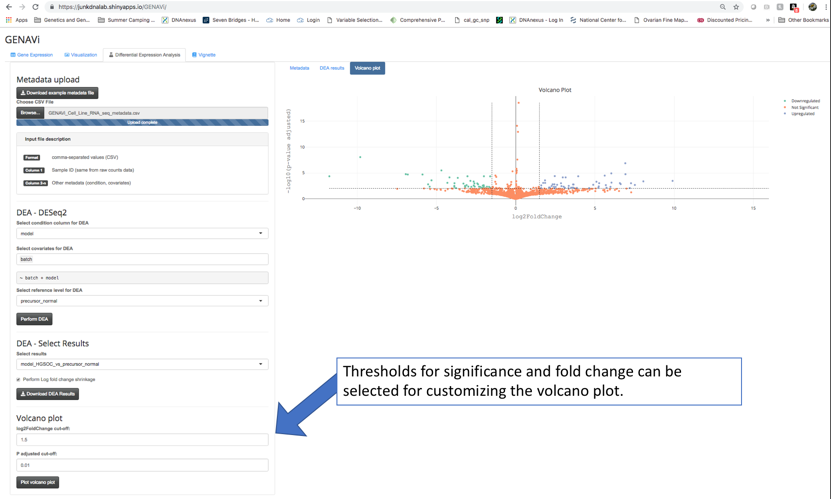 https://junkdnalab.shinyapps.io/GENAVi/
Apps Genetics and Gen... Summer Camping ... DNAnexus Seven Bridges - H... Code Login Variable Selection... Comprehensive P... cal_gc_snp DNAnexus - Log In National Center fo... Ovarian Fine Map... Discounted Pricin... » Other Bookmarks
GENAVi
Gene Expression Visualization Differential Expression Analysis Vignette
Metadata upload
Download example metadata file
Choose CSV File
Browse... GENAVi_Cell_Line_RNA_seq_metadata.csv
Upload complete
Input file description
Format comma-separated values (CSV)
Column 1 Sample ID (same from raw counts data)
Column 2-n Other metadata (condition, covariates)
DEA - DESeq2
Select condition column for DEA
model
Select covariates for DEA
batch
~ batch + model
Select reference level for DEA
precursor_normal
Perform DEA
DEA - Select Results
Select results
model_HGSOC_vs_precursor_normal
Perform Log fold change shrinkage
Download DEA Results
Volcano plot
log2FoldChange cut-off:
1.5
P adjusted cut-off:
0.01
Plot volcano plot
Metadata DEA results Volcano plot
Volcano Plot
Downregulated
Not Significant
Upregulated
-log10(p-value adjusted)
15
10
5
0
-10 -5 0 5 10 15
log2FoldChange
Thresholds for significance and fold change can be
selected for customizing the volcano plot.